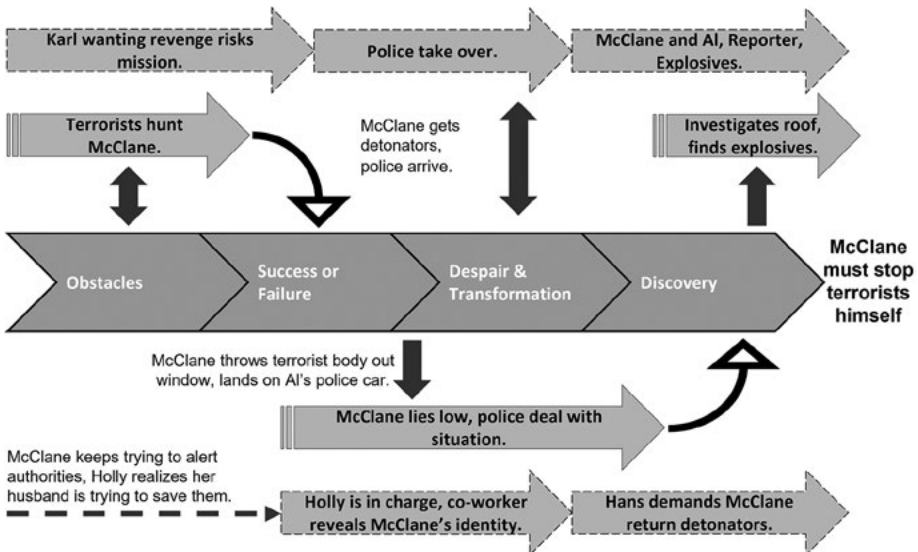 Karl wanting revenge risks
mission.
Police take over.
McClane and Al, Reporter,
Explosives.
Terrorists hunt
McClane.
McClane gets
detonators,
police arrive.
Investigates roof,
finds explosives.
Obstacles
Success or
Failure
Despair &
Transformation
Discovery
McClane
must stop
terrorists
himself
McClane throws terrorist body out
window, lands on Al's police car.
McClane lies low, police deal with
situation.
McClane keeps trying to alert
authorities, Holly realizes her
husband is trying to save them.
Holly is in charge, co-worker
reveals McClane's identity.
Hans demands McClane
return detonators.